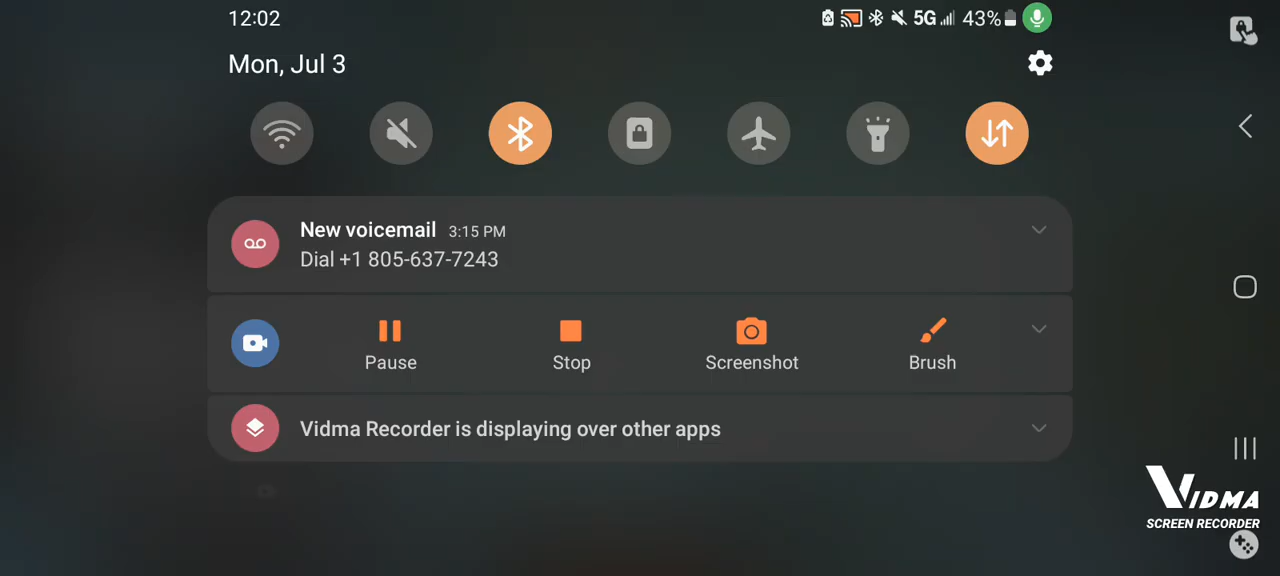 12:02
5G 43%
Mon, Jul 3
New voicemail 3:15 PM
Dial +1 805-637-7243
Pause Stop Screenshot Brush
Vidma Recorder is displaying over other apps
VIDMA
SCREEN RECORDER